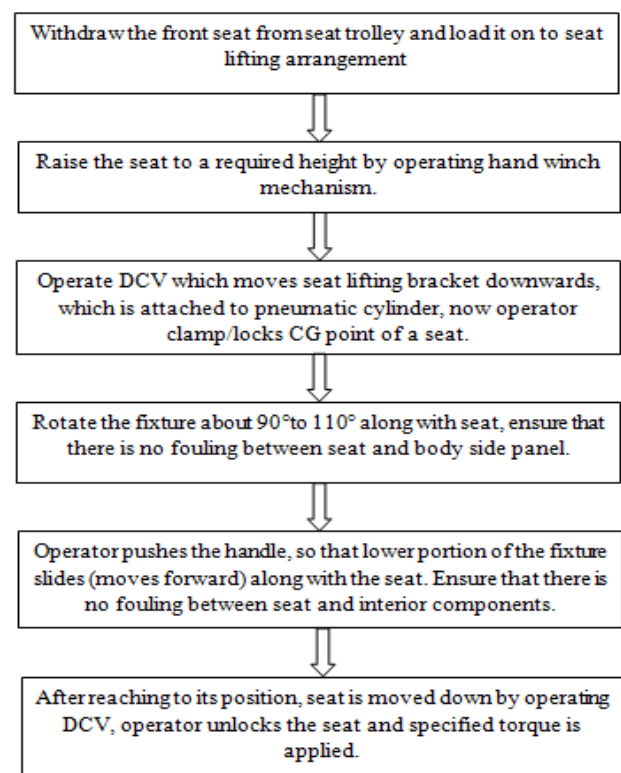 Withdraw the front seat from seat trolley and load it on to seat
lifting arrangement
Raise the seat to a required height by operating hand winch
mechanism.
Operate DCV which moves seat lifting bracket downwards,
which is attached to pneumatic cylinder, now operator
clamp/locks CG point of a seat.
Rotate the fixture about 90°to 110° along with seat, ensure that
there is no fouling between seat and body side panel.
Operator pushes the handle, so that lower portion of the fixture
slides (moves forward) along with the seat. Ensure that there is
no fouling between seat and interior components.
After reaching to its position, seat is moved down by operating
DCV, operator unlocks the seat and specified torque is
applied.